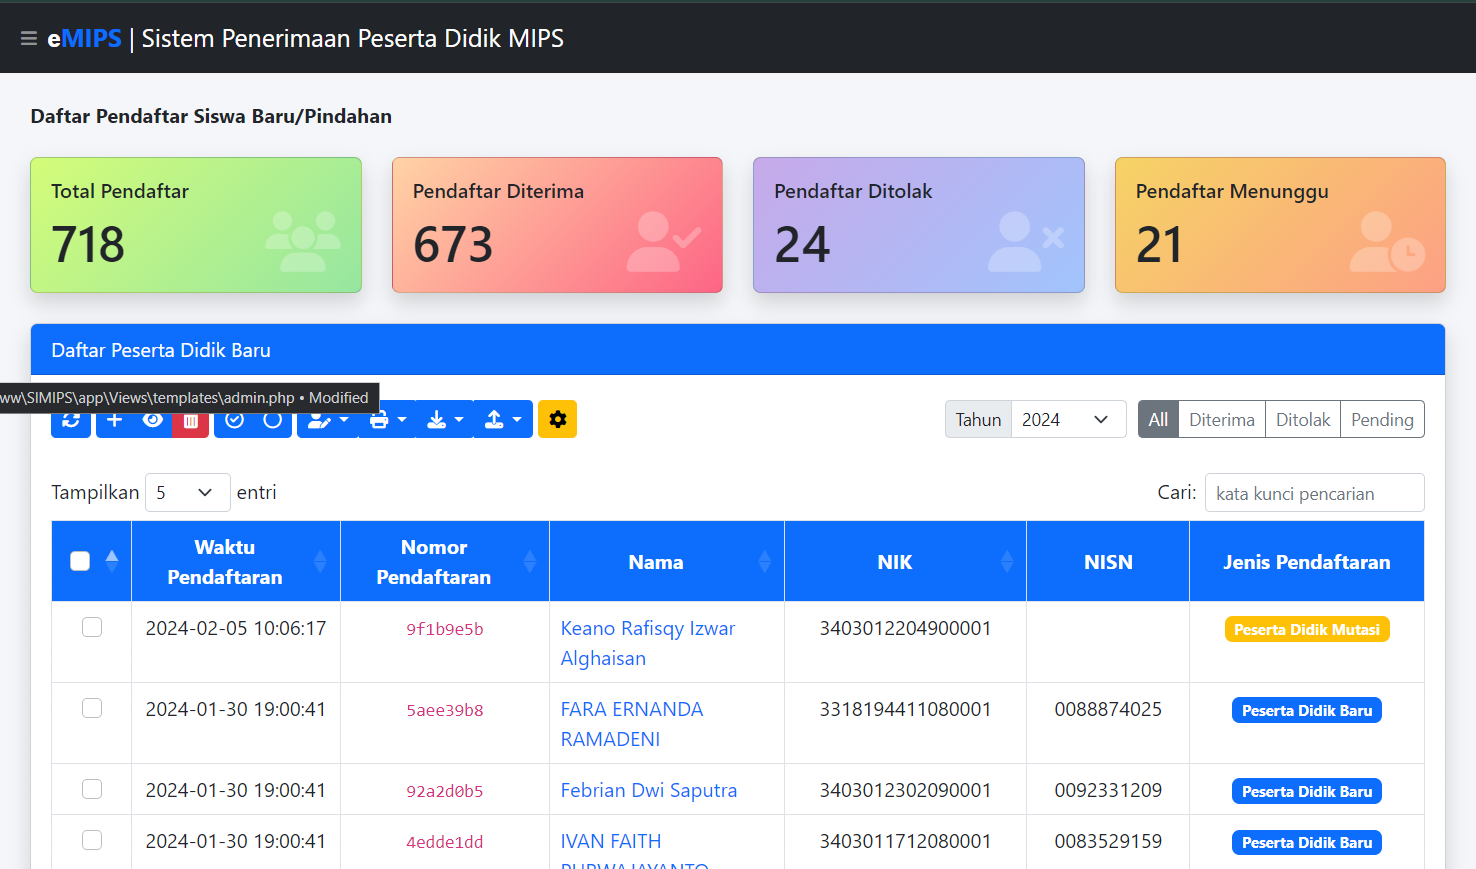 eMIPS | Sistem Penerimaan Peserta Didik MIPS
Daftar Pendaftar Siswa Baru/Pindahan
Total Pendaftar
718
Pendaftar Diterima
673
Pendaftar Ditolak
24
Pendaftar Menunggu
21
Daftar Peserta Didik Baru
ww\SIMIPS\app\Views\templates\admin.php • Modified
Tahun 2024 All Diterima Ditolak Pending
Tampilkan 5 entri
Cari: kata kunci pencarian
Waktu Pendaftaran
Nomor Pendaftaran
Nama
NIK
NISN
Jenis Pendaftaran
2024-02-05 10:06:17 9f1b9e5b Keano Rafisqy Izwar 3403012204900001 Peserta Didik Mutasi
Alghaisan
2024-01-30 19:00:41 5aee39b8 FARA ERNANDA 3318194411080001 0088874025 Peserta Didik Baru
RAMADENI
2024-01-30 19:00:41 92a2d0b5 Febrian Dwi Saputra 3403012302090001 0092331209 Peserta Didik Baru
2024-01-30 19:00:41 4edde1dd IVAN FAITH 3403011712080001 0083529159 Peserta Didik Baru